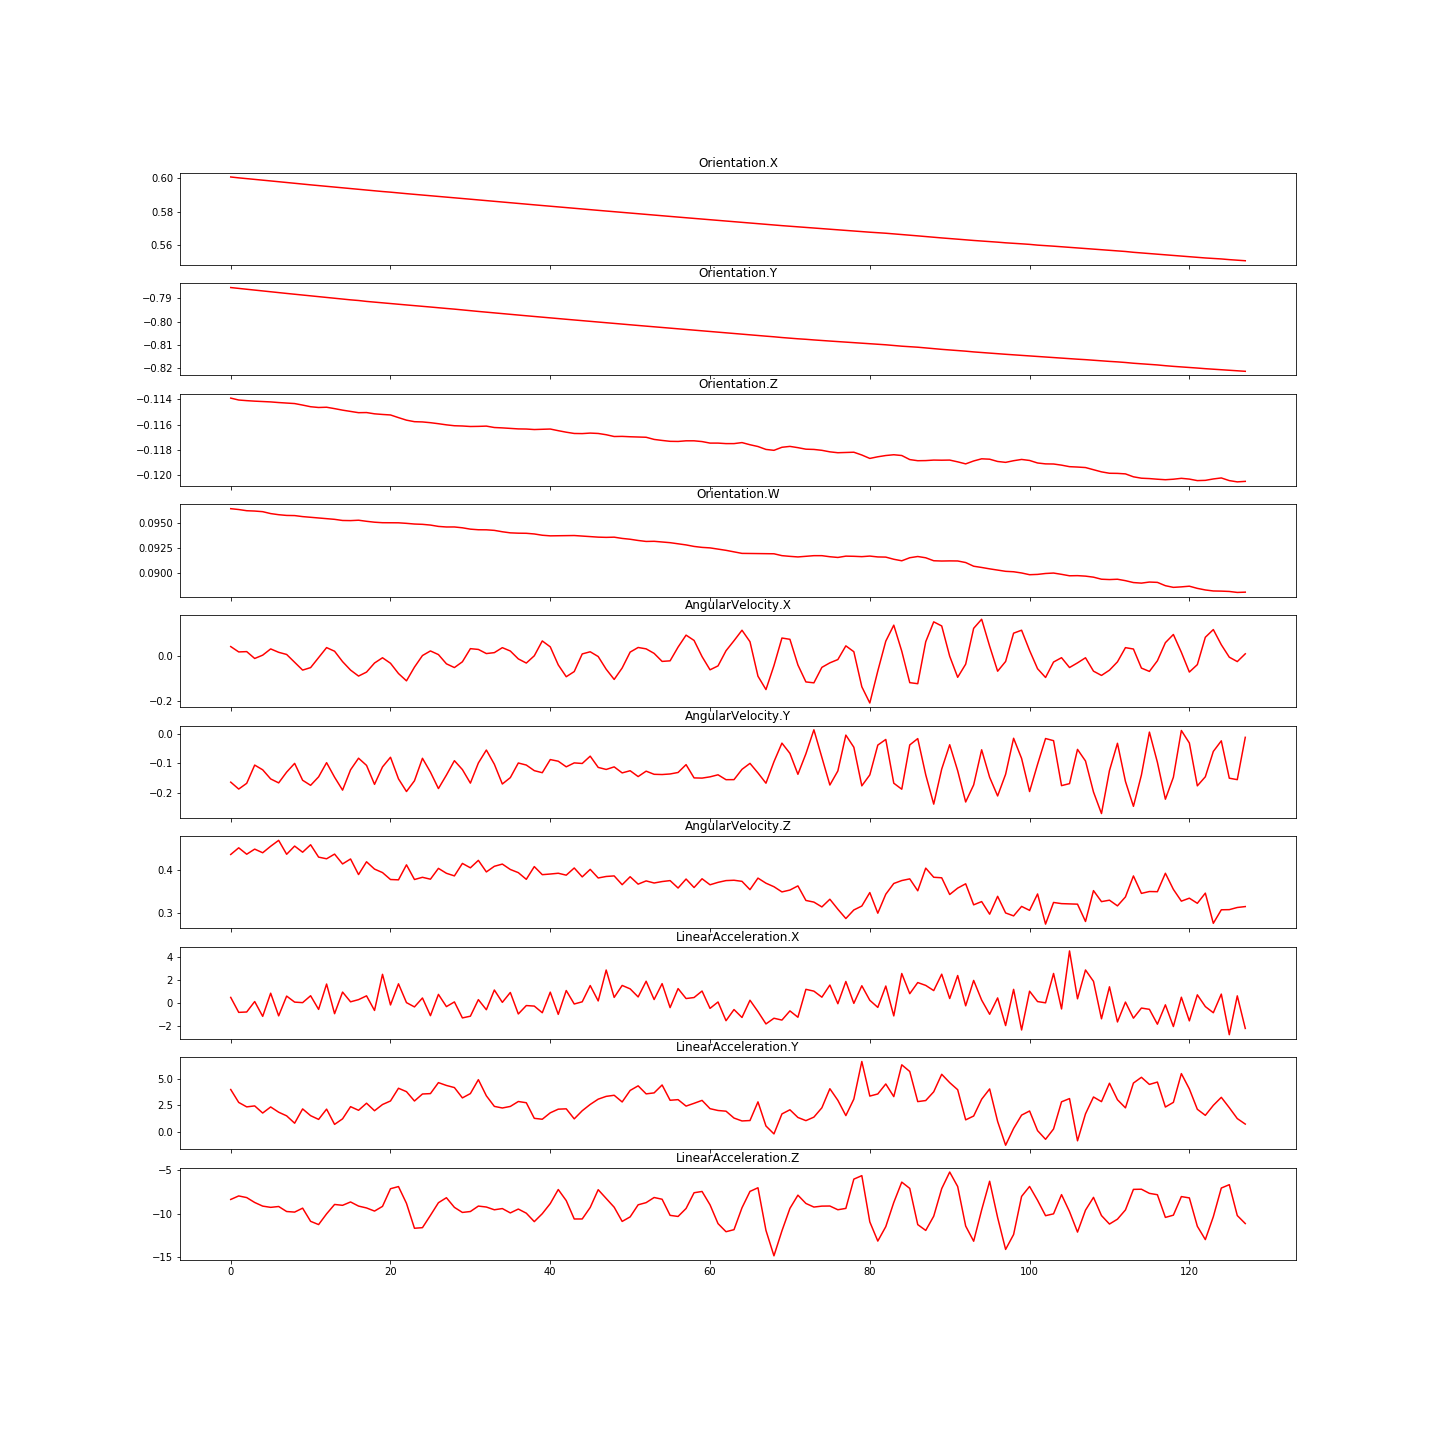 Orientation.X
0.60
0.58
0.56
Orientation.Y
−0.79
−0.80
−0.81
−0.82
Orientation.Z
−0.114
−0.116
−0.118
−0.120
Orientation.W
0.0950
0.0925
0.0900
AngularVelocity.X
0.0
−0.2
AngularVelocity.Y
0.0
−0.1
−0.2
AngularVelocity.Z
0.4
0.3
LinearAcceleration.X
4
2
0
−2
LinearAcceleration.Y
5.0
2.5
0.0
LinearAcceleration.Z
−5
−10
−15
0 20 40 60 80 100 120